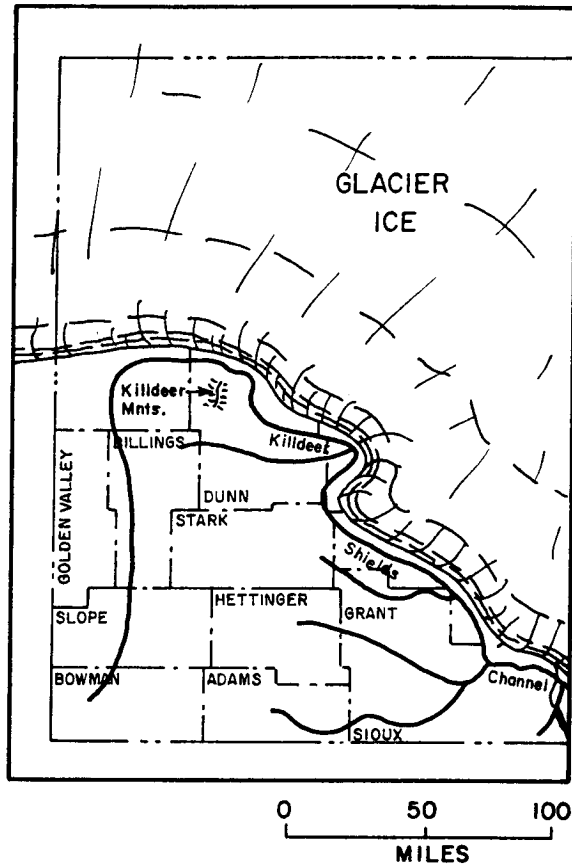 GLACIER
ICE
Killdeer
Mnts.
Killdeer
BILLINGS
GOLDEN VALLEY
DUNN
STARK
Shields
HETTINGER
GRANT
SLOPE
BOWMAN
ADAMS
Channel
SIOUX
0 50 100
MILES